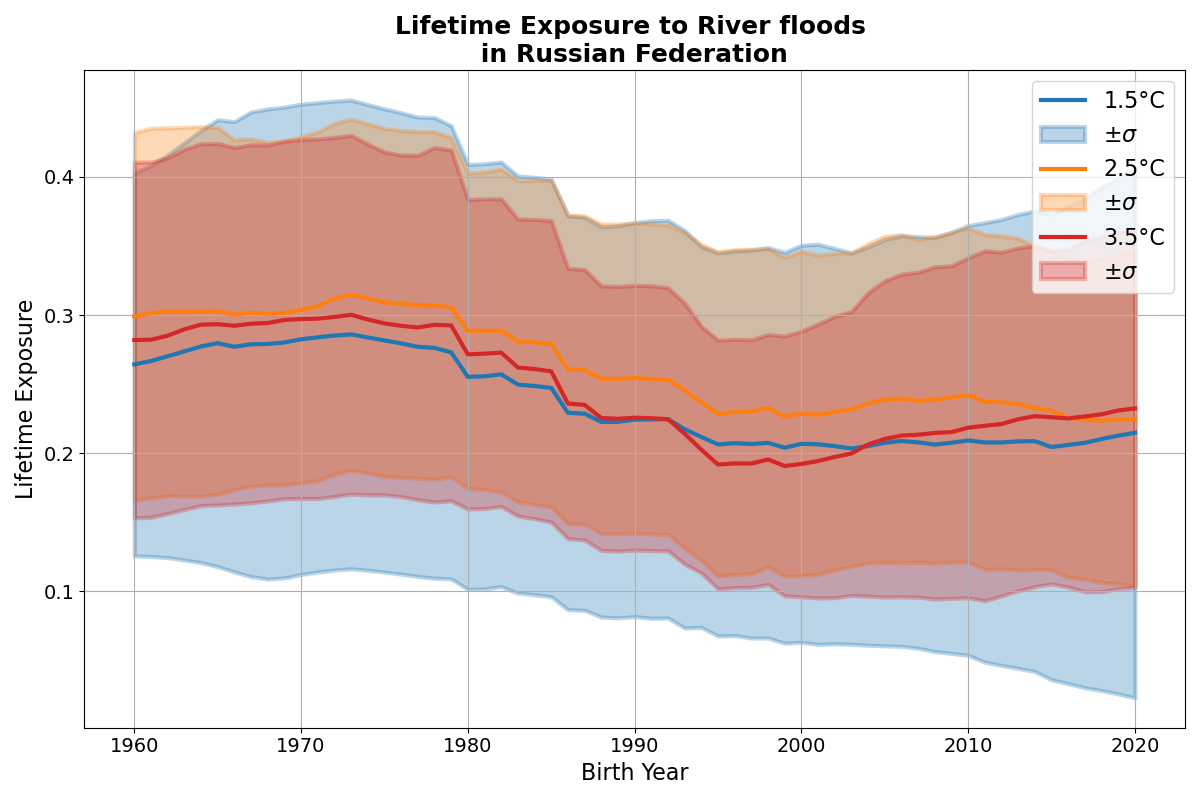 Lifetime Exposure to River floods
in Russian Federation
Lifetime Exposure
0.4
0.3
0.2
0.1
1.5°C
±σ
2.5°C
±σ
3.5°C
±σ
1960 1970 1980 1990 2000 2010 2020
Birth Year